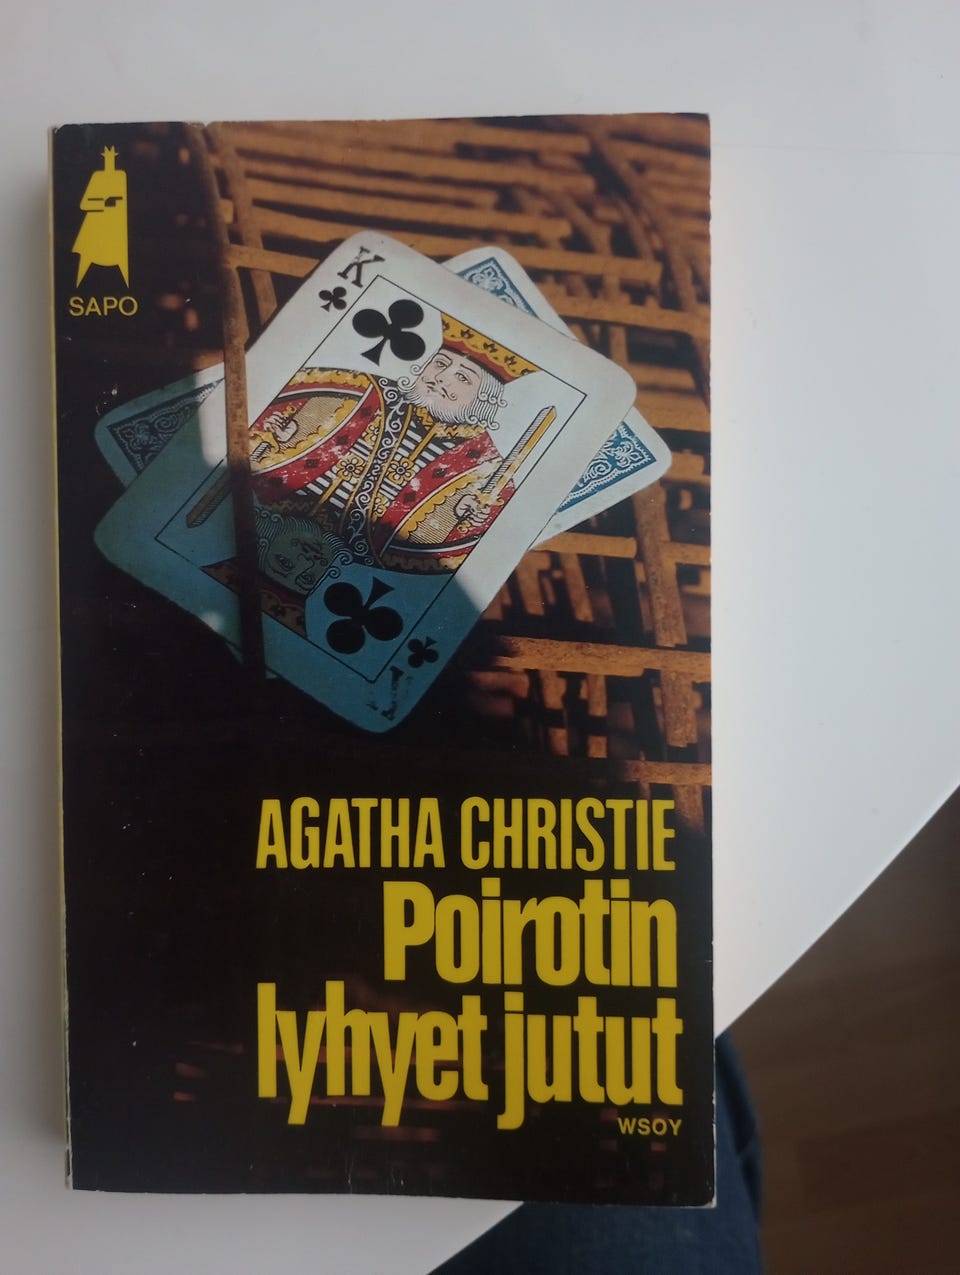 SAPO
K
AGATHA CHRISTIE
Poirotin
lyhyet jutut
WSOY